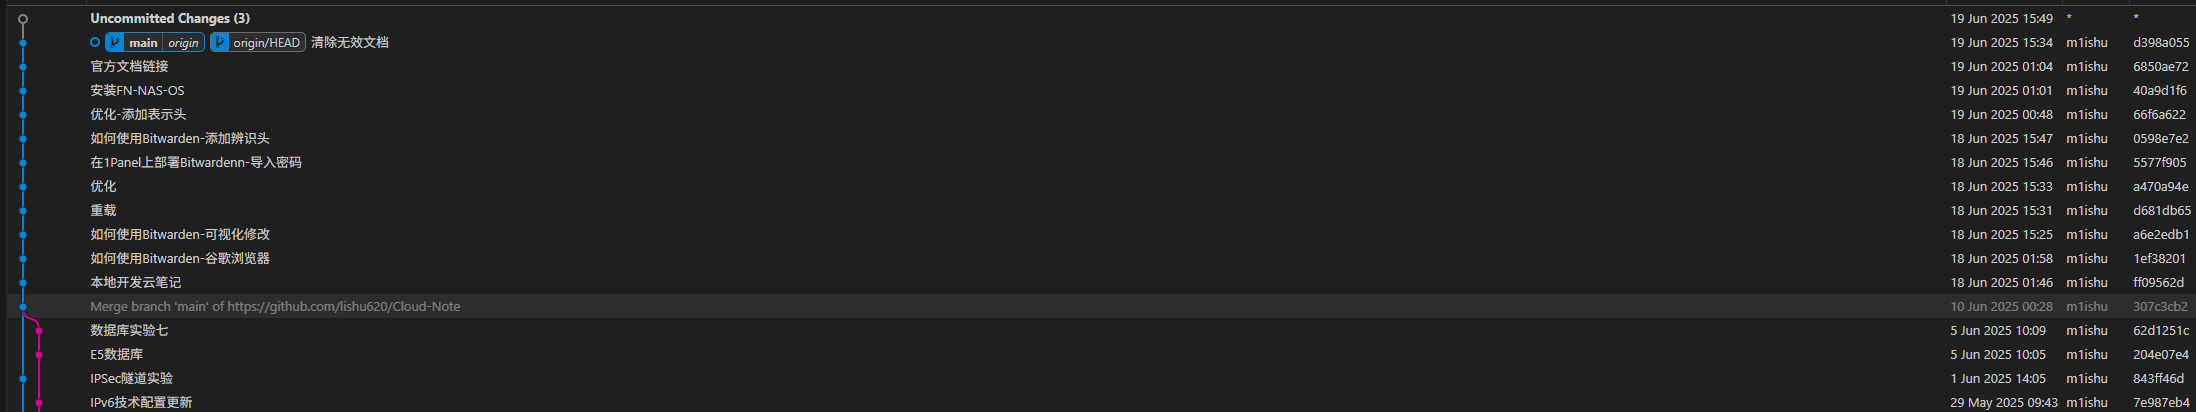 Uncommitted Changes (3) 19 Jun 2025 15:49 * *
main origin origin/HEAD 清除无效文档 19 Jun 2025 15:34 m1ishu d398a055
官方文档链接 19 Jun 2025 01:04 m1ishu 6850ae72
安装FN-NAS-OS 19 Jun 2025 01:01 m1ishu 40a9d1f6
优化-添加表示头 19 Jun 2025 00:48 m1ishu 66f6a622
如何使用Bitwarden-添加辨识头 18 Jun 2025 15:47 m1ishu 0598e7e2
在1Panel上部署Bitwardenn-导入密码 18 Jun 2025 15:46 m1ishu 5577f905
优化 18 Jun 2025 15:33 m1ishu a470a94e
重载 18 Jun 2025 15:31 m1ishu d681db65
如何使用Bitwarden-可视化修改 18 Jun 2025 15:25 m1ishu a6e2edb1
如何使用Bitwarden-谷歌浏览器 18 Jun 2025 01:58 m1ishu 1ef38201
本地开发云笔记 18 Jun 2025 01:46 m1ishu ff09562d
Merge branch 'main' of https://github.com/lishu620/Cloud-Note 10 Jun 2025 00:28 m1ishu 307c3cb2
数据库实验七 5 Jun 2025 10:09 m1ishu 62d1251c
E5数据库 5 Jun 2025 10:05 m1ishu 204e07e4
IPSec隧道实验 1 Jun 2025 14:05 m1ishu 843ff46d
IPv6技术配置更新 29 May 2025 09:43 m1ishu 7e987eb4